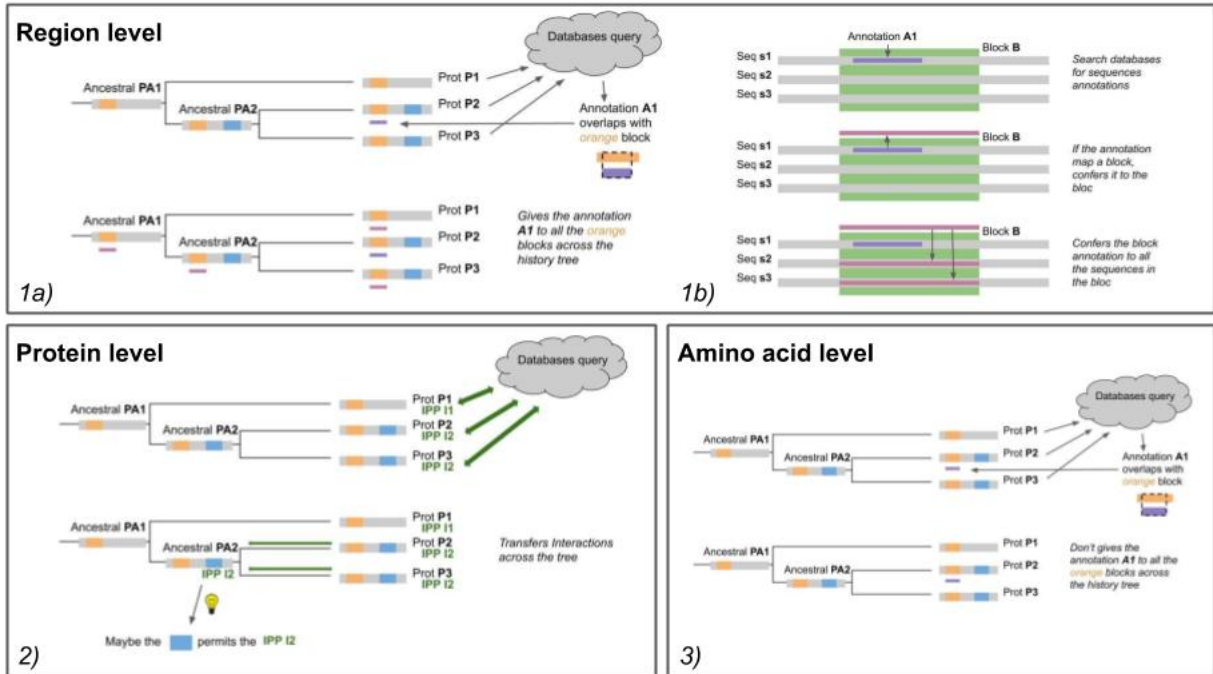 Region level
Databases query
Ancestral PA1
Ancestral PA2
Prot P1
Prot P2
Prot P3
Annotation A1
overlaps with
orange block
Ancestral PA1
Ancestral PA2
Prot P1
Prot P2
Prot P3
Gives the annotation
A1 to all the orange
blocks across the
history tree
1a)
Annotation A1
Block B
Seq s1
Seq s2
Seq s3
Search databases
for sequences
annotations
Block B
Seq s1
Seq s2
Seq s3
If the annotation
map a block,
confers it to the
bloc
Block B
Seq s1
Seq s2
Seq s3
Confers the block
annotation to all
the sequences in
the bloc
1b)
Protein level
Databases query
Ancestral PA1
Ancestral PA2
Prot P1
IPP I1
Prot P2
IPP I2
Prot P3
IPP I2
Ancestral PA1
Ancestral PA2
IPP I2
Prot P1
IPP I1
Prot P2
IPP I2
Prot P3
IPP I2
Transfers Interactions
across the tree
Maybe the permits the IPP I2
2)
Amino acid level
Databases query
Ancestral PA1
Ancestral PA2
Prot P1
Prot P2
Prot P3
Annotation A1
overlaps with
orange block
Ancestral PA1
Ancestral PA2
Prot P1
Prot P2
Prot P3
Don't gives the
annotation A1 to all the
orange blocks across
the history tree
3)